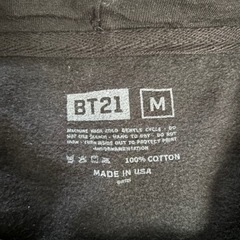 BT21 M
MACHINE WASH COLD GENTLE CYCLE - DO
NOT USE BLEACH - HANG TO DRY - DO NOT
IRON - TURN INSIDE OUT TO PROTECT PRINT
100% COTTON
MADE IN USA